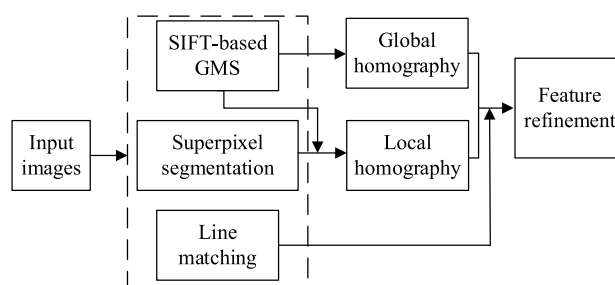 SIFT-based
GMS
Global
homography
Feature
refinement
Input
images
Superpixel
segmentation
Local
homography
Line
matching